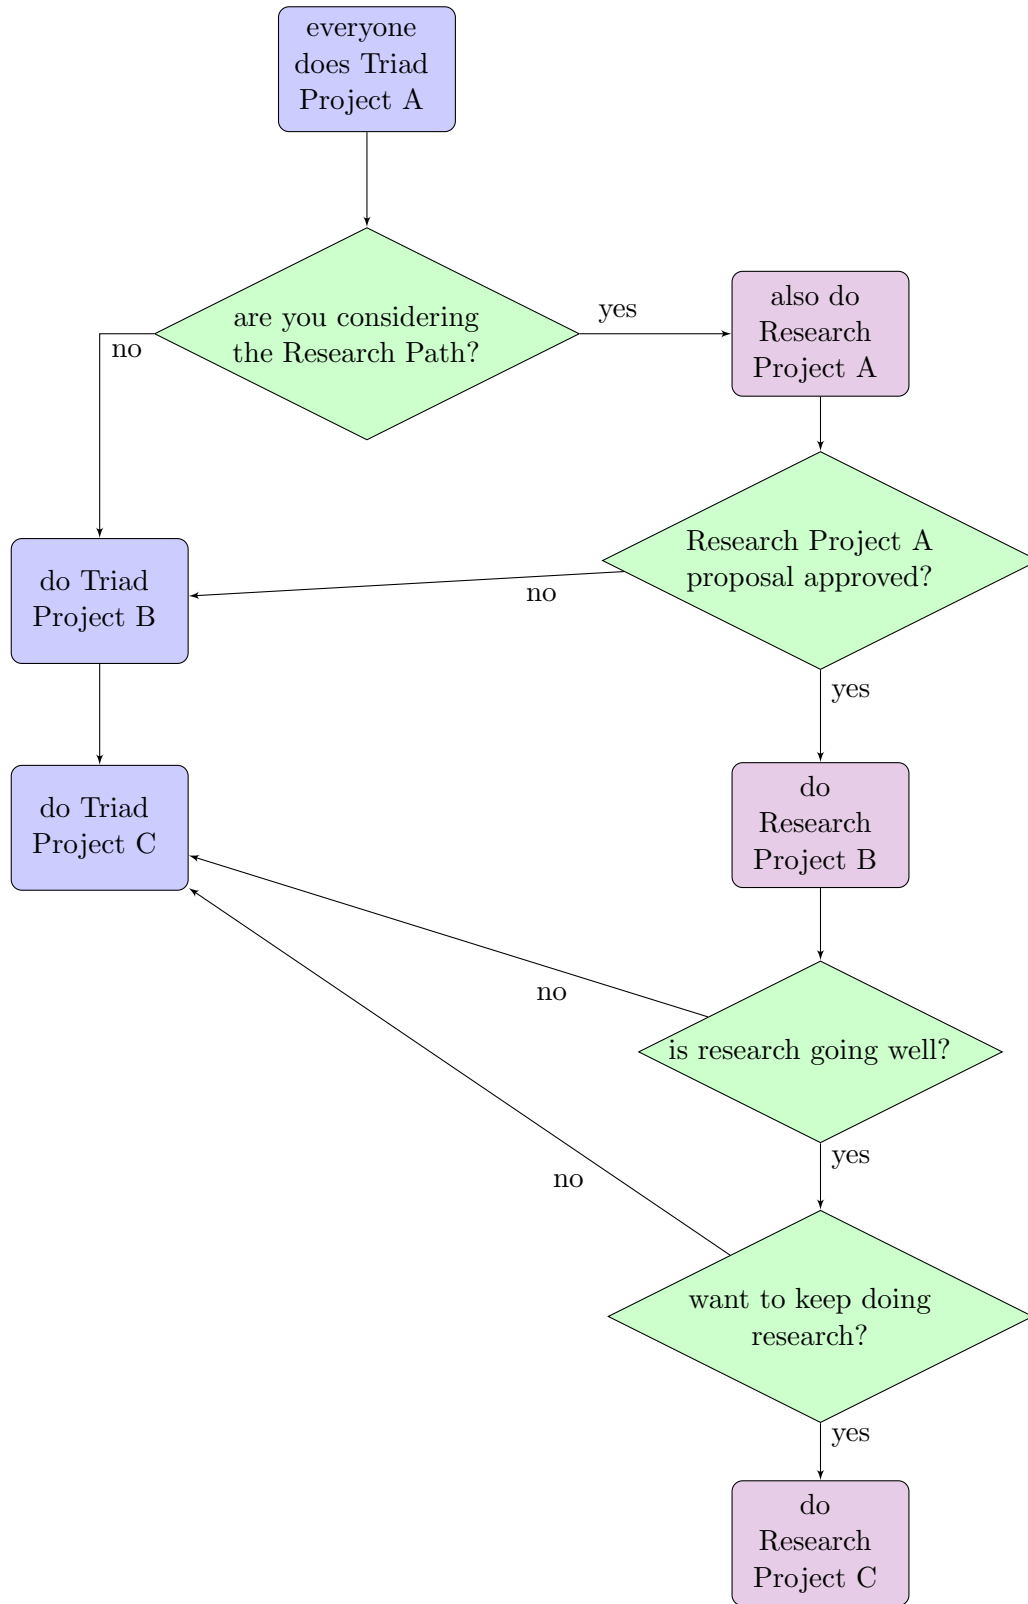 everyone
does Triad
Project A
are you considering
the Research Path?
yes
no
also do
Research
Project A
Research Project A
proposal approved?
no
yes
do Triad
Project B
do Triad
Project C
do
Research
Project B
is research going well?
no
yes
want to keep doing
research?
no
yes
do
Research
Project C